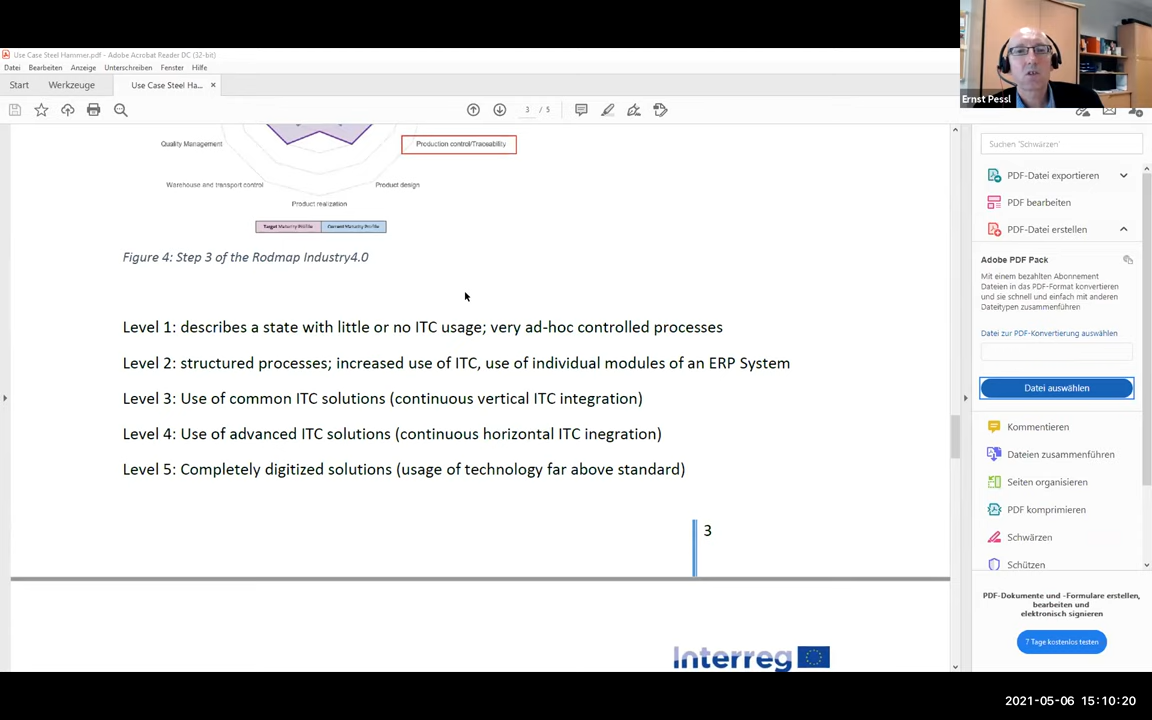 Use Case Steel Hammer.pdf - Adobe Acrobat Reader DC (32-bit)
Datei Bearbeiten Anzeige Unterschreiben Fenster Hilfe
Start Werkzeuge Use Case Steel Ha... ×
3 / 5
Ernst Pessl
Quality Management
Production control/Traceability
Warehouse and transport control
Product design
Product realization
Target Maturity Profile Current Maturity Profile
Figure 4: Step 3 of the Rodmap Industry4.0
Level 1: describes a state with little or no ITC usage; very ad-hoc controlled processes
Level 2: structured processes; increased use of ITC, use of individual modules of an ERP System
Level 3: Use of common ITC solutions (continuous vertical ITC integration)
Level 4: Use of advanced ITC solutions (continuous horizontal ITC inegration)
Level 5: Completely digitized solutions (usage of technology far above standard)
3
Interreg
Suchen 'Schwärzen'
PDF-Datei exportieren
PDF bearbeiten
PDF-Datei erstellen
Adobe PDF Pack
Mit einem bezahlten Abonnement
Dateien in das PDF-Format konvertieren
und sie schnell und einfach mit anderen
Dateitypen zusammenführen
Datei zur PDF-Konvertierung auswählen
Datei auswählen
Kommentieren
Dateien zusammenführen
Seiten organisieren
PDF komprimieren
Schwärzen
Schützen
PDF-Dokumente und -Formulare erstellen,
bearbeiten und
elektronisch signieren
7 Tage kostenlos testen
2021-05-06 15:10:20